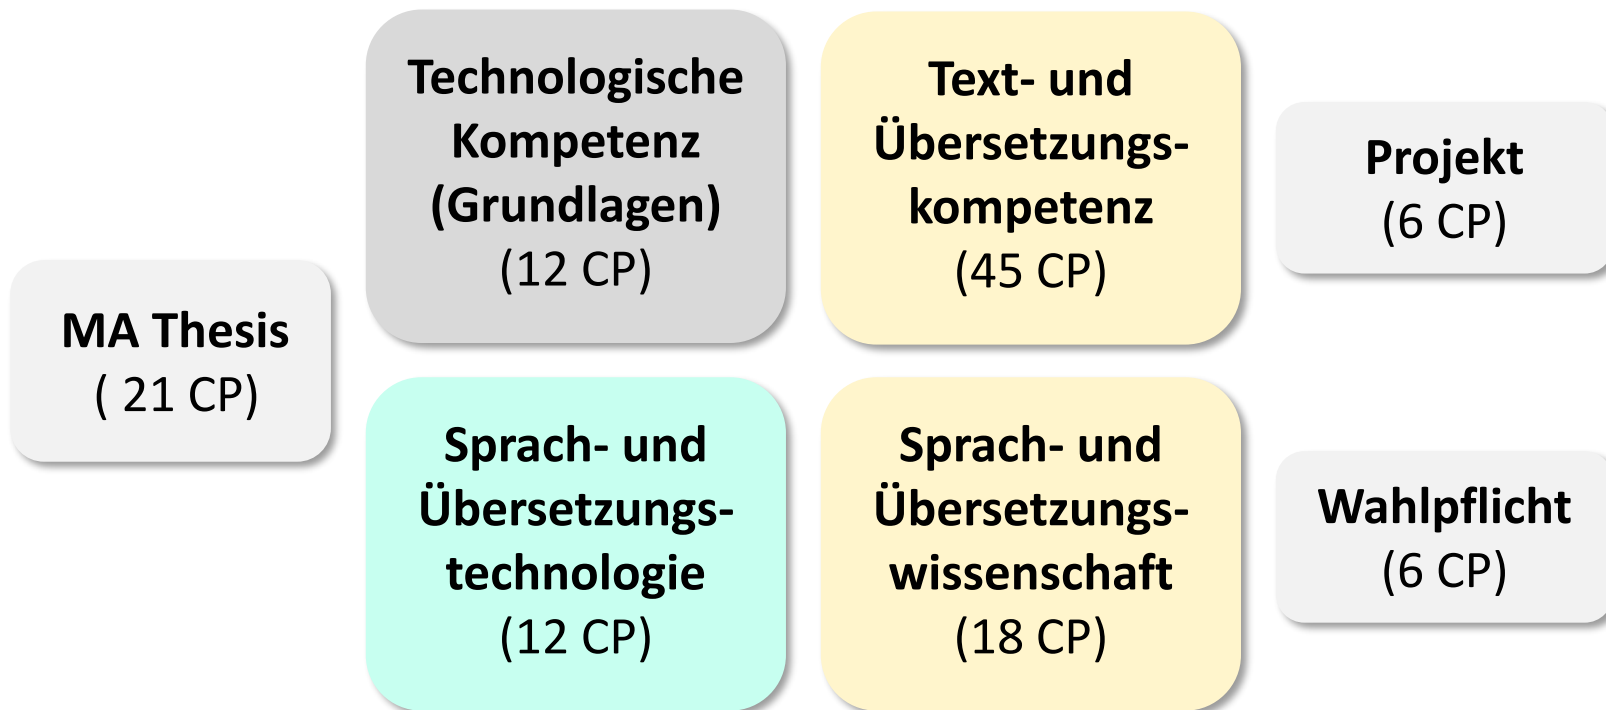 MA Thesis
( 21 CP)
Technologische
Kompetenz
(Grundlagen)
(12 CP)
Text- und
Übersetzungs-
kompetenz
(45 CP)
Projekt
(6 CP)
Sprach- und
Übersetzungs-
technologie
(12 CP)
Sprach- und
Übersetzungs-
wissenschaft
(18 CP)
Wahlpflicht
(6 CP)